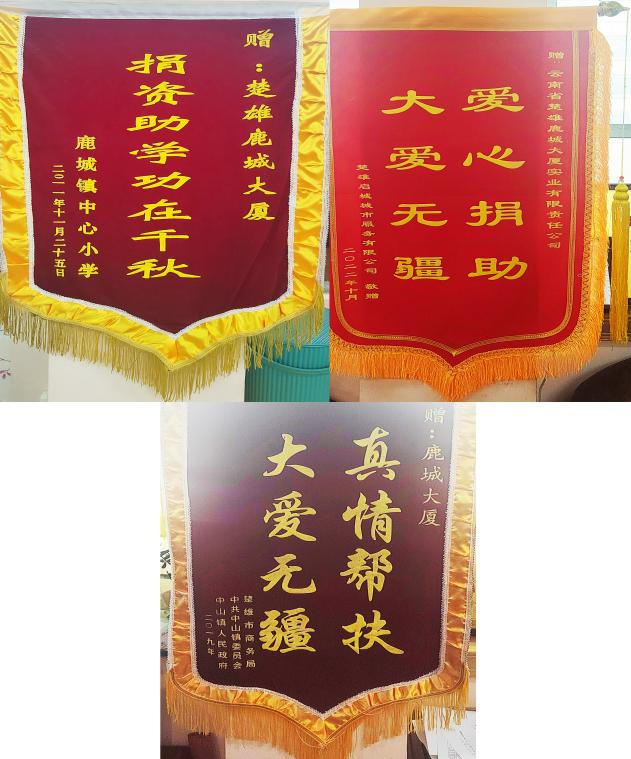 赠：楚雄鹿城大厦
捐资助学功在千秋
鹿城镇中心小学
二〇一一年十一月二十五日
赠：云南省楚雄鹿城大厦实业有限责任公司
爱心捐助
大爱无疆
楚雄启城城市服务有限公司 敬赠
二〇二二年十月
赠：鹿城大厦
真情帮扶
大爱无疆
楚雄市商务局
中共中山镇委员会
中山镇人民政府
二〇一九年